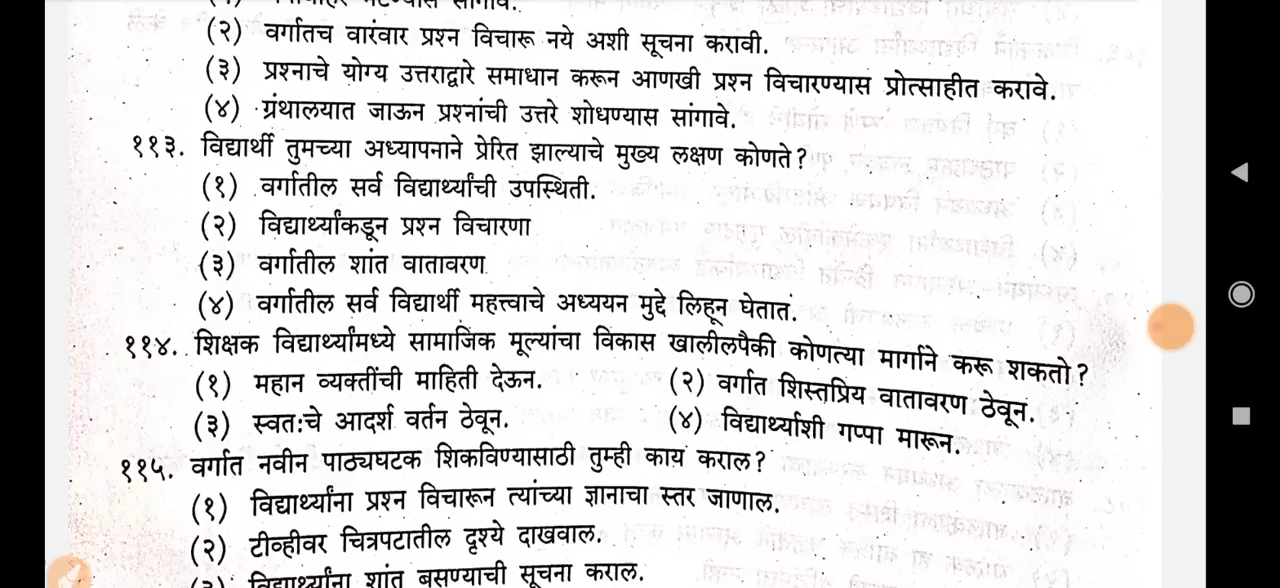 (२) वर्गातच वारंवार प्रश्न विचारू नये अशी सूचना करावी.
(३) प्रश्नाचे योग्य उत्तराद्वारे समाधान करून आणखी प्रश्न विचारण्यास प्रोत्साहीत करावे.
(४) ग्रंथालयात जाऊन प्रश्नांची उत्तरे शोधण्यास सांगावे.
११३. विद्यार्थी तुमच्या अध्यापनाने प्रेरित झाल्याचे मुख्य लक्षण कोणते?
(१) वर्गातील सर्व विद्यार्थ्यांची उपस्थिती.
(२) विद्यार्थ्यांकडून प्रश्न विचारणा
(३) वर्गातील शांत वातावरण
(४) वर्गातील सर्व विद्यार्थी महत्त्वाचे अध्ययन मुद्दे लिहून घेतात.
११४. शिक्षक विद्यार्थ्यांमध्ये सामाजिक मूल्यांचा विकास खालीलपैकी कोणत्या मार्गाने करू शकतो?
(१) महान व्यक्तींची माहिती देऊन. (२) वर्गात शिस्तप्रिय वातावरण ठेवून.
(३) स्वतःचे आदर्श वर्तन ठेवून. (४) विद्यार्थ्याशी गप्पा मारून.
११५. वर्गात नवीन पाठ्यघटक शिकविण्यासाठी तुम्ही काय कराल?
(१) विद्यार्थ्यांना प्रश्न विचारून त्यांच्या ज्ञानाचा स्तर जाणाल.
(२) टीव्हीवर चित्रपटातील दृश्ये दाखवाल.
(३) विद्यार्थ्यांना शांत बसण्याची सूचना कराल.